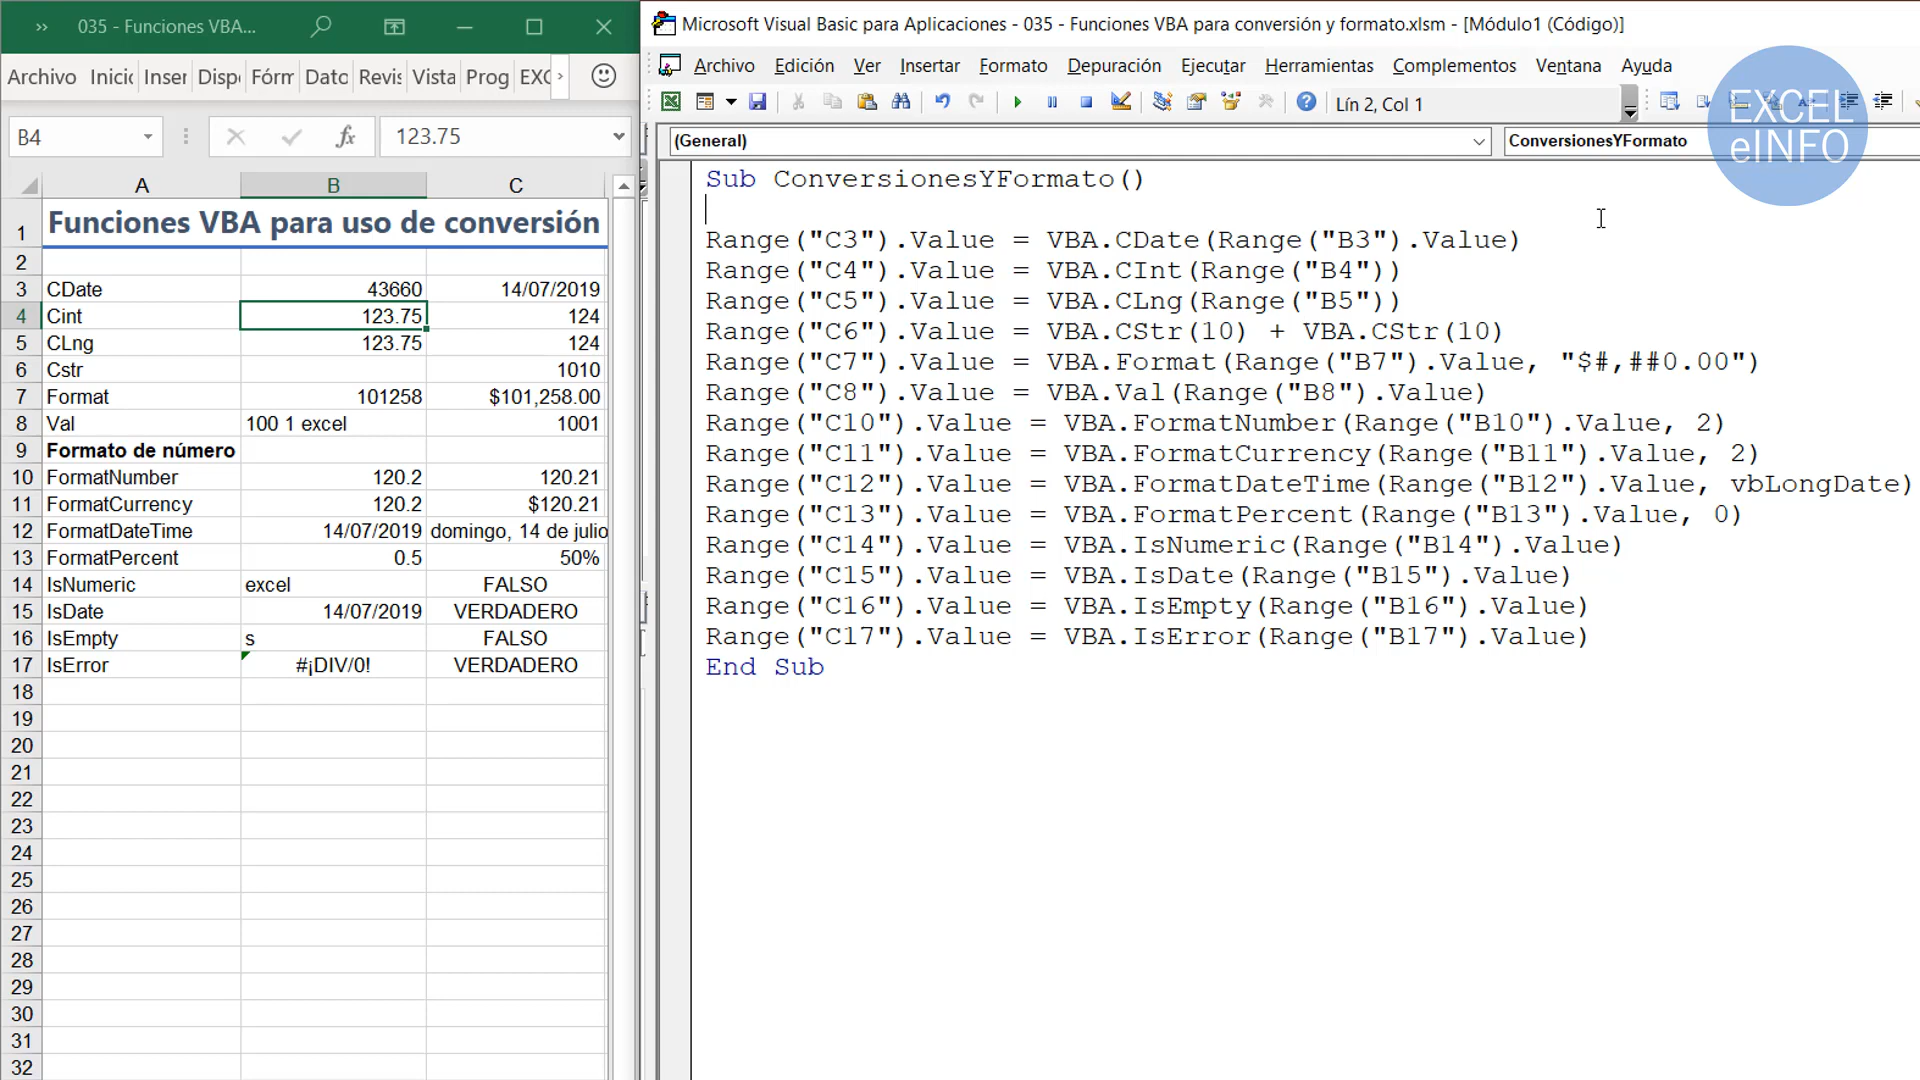 035 - Funciones VBA...
Archivo Inicio Inser Dispo Fórm Dato Revis Vista Prog EXC
B4 fx 123.75
A B C
1 Funciones VBA para uso de conversión
2
3 CDate 43660 14/07/2019
4 Cint 123.75 124
5 CLng 123.75 124
6 Cstr 1010
7 Format 101258 $101,258.00
8 Val 100 1 excel 1001
9 Formato de número
10 FormatNumber 120.2 120.21
11 FormatCurrency 120.2 $120.21
12 FormatDateTime 14/07/2019 domingo, 14 de julio
13 FormatPercent 0.5 50%
14 IsNumeric excel FALSO
15 IsDate 14/07/2019 VERDADERO
16 IsEmpty s FALSO
17 IsError #¡DIV/0! VERDADERO
18
19
20
21
22
23
24
25
26
27
28
29
30
31
32
Microsoft Visual Basic para Aplicaciones - 035 - Funciones VBA para conversión y formato.xlsm - [Módulo1 (Código)]
Archivo Edición Ver Insertar Formato Depuración Ejecutar Herramientas Complementos Ventana Ayuda
Lín 2, Col 1
EXCEL
eINFO
(General) ConversionesYFormato
Sub ConversionesYFormato()
Range("C3").Value = VBA.CDate(Range("B3").Value)
Range("C4").Value = VBA.CInt(Range("B4"))
Range("C5").Value = VBA.CLng(Range("B5"))
Range("C6").Value = VBA.CStr(10) + VBA.CStr(10)
Range("C7").Value = VBA.Format(Range("B7").Value, "$#,##0.00")
Range("C8").Value = VBA.Val(Range("B8").Value)
Range("C10").Value = VBA.FormatNumber(Range("B10").Value, 2)
Range("C11").Value = VBA.FormatCurrency(Range("B11").Value, 2)
Range("C12").Value = VBA.FormatDateTime(Range("B12").Value, vbLongDate)
Range("C13").Value = VBA.FormatPercent(Range("B13").Value, 0)
Range("C14").Value = VBA.IsNumeric(Range("B14").Value)
Range("C15").Value = VBA.IsDate(Range("B15").Value)
Range("C16").Value = VBA.IsEmpty(Range("B16").Value)
Range("C17").Value = VBA.IsError(Range("B17").Value)
End Sub